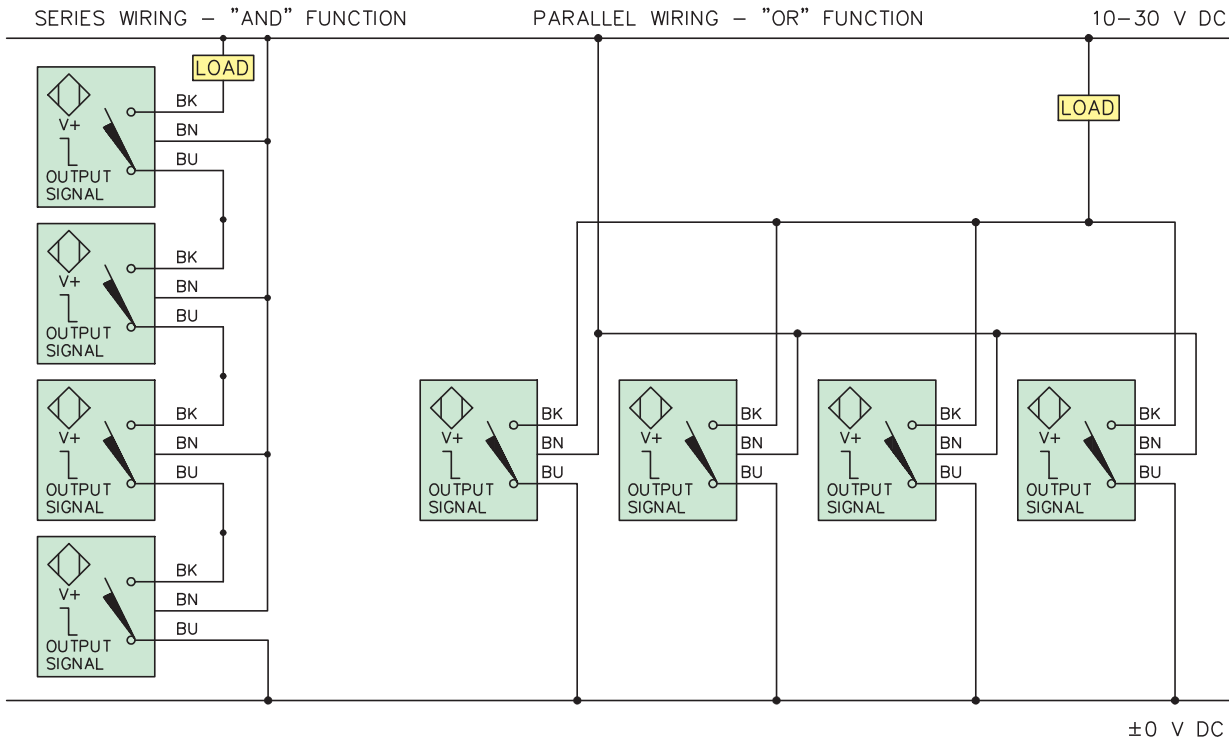 SERIES WIRING – "AND" FUNCTION
PARALLEL WIRING – "OR" FUNCTION
10–30 V DC
LOAD
V+
OUTPUT
SIGNAL
BK
BN
BU
V+
OUTPUT
SIGNAL
BK
BN
BU
V+
OUTPUT
SIGNAL
BK
BN
BU
V+
OUTPUT
SIGNAL
BK
BN
BU
LOAD
V+
OUTPUT
SIGNAL
BK
BN
BU
V+
OUTPUT
SIGNAL
BK
BN
BU
V+
OUTPUT
SIGNAL
BK
BN
BU
V+
OUTPUT
SIGNAL
BK
BN
BU
±0 V DC